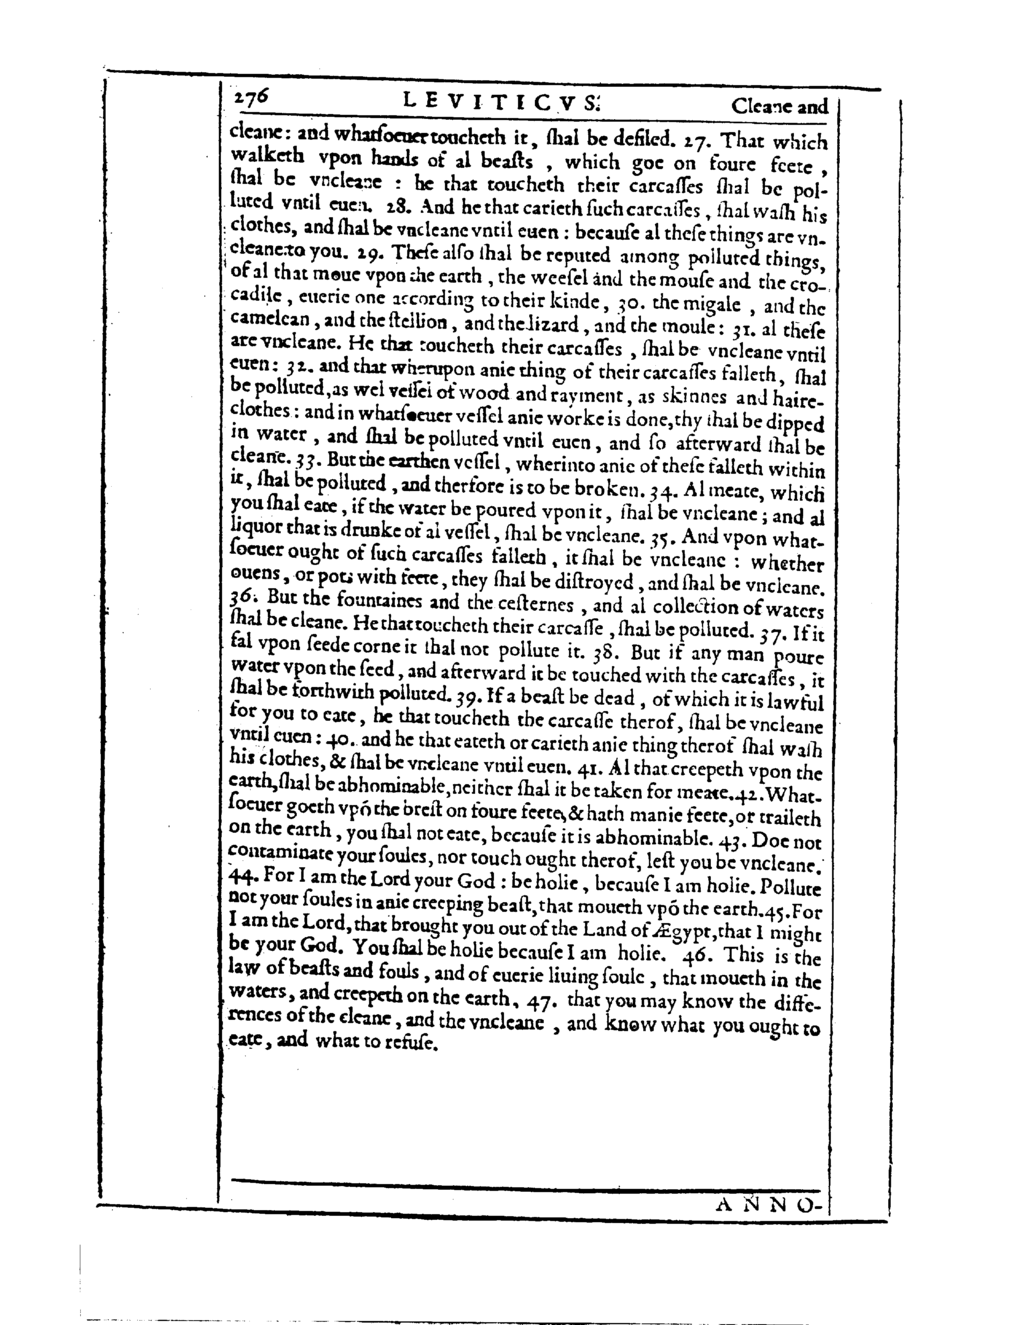 276 LEVITICVS. Cleane and
cleane: and whatſoeuer toucheth it, ſhal be defiled. 27. That which
walketh vpon hands of al beaſts , which goe on foure feete ,
ſhal be vncleane : he that toucheth their carcaſſes ſhal be pol-
luted vntil euen. 28. And he that carieth ſuch carcaiſes, ſhal waſh his
clothes, and ſhal be vncleane vntil euen : becauſe al theſe things are vn-
cleane to you. 29. Theſe alſo ſhal be reputed among polluted things,
of al that moue vpon the earth , the weeſel and the mouſe and the cro-
cadile , euerie one according to their kinde, 30. the migale , and the
camelean , and the ſtellion , and the lizard , and the moule : 31. al theſe
are vncleane. He that toucheth their carcaſſes , ſhal be vncleane vntil
euen : 32. and that wherupon anie thing of their carcaſſes falleth, ſhal
be polluted, as wel veſſel of wood and rayment, as skinnes and haire-
clothes : and in whatſoeuer veſſel anie worke is done, thy ſhal be dipped
in water , and ſhal be polluted vntil euen , and ſo afterward ſhal be
cleane. 33. But the earthen veſſel , wherinto anie of theſe falleth within
it, ſhal be polluted , and therfore is to be broken. 34. Al meate, which
you ſhal eate , if the water be poured vpon it, ſhal be vncleane ; and al
liquor that is drunke of al veſſel , ſhal be vncleane. 35. And vpon what-
ſoeuer ought of ſuch carcaſſes falleth , it ſhal be vncleane : whether
ouens, or pots with feete, they ſhal be diſtroyed , and ſhal be vncleane.
36. But the fountaines and the ceſternes , and al collection of waters
ſhal be cleane. He that toucheth their carcaſſe , ſhal be polluted. 37. If it
fal vpon ſeede corne it ſhal not pollute it. 38. But if any man poure
water vpon the ſeed, and afterward it be touched with the carcaſſes, it
ſhal be forthwith polluted. 39. If a beaſt be dead , of which it is lawful
for you to eate, he that toucheth the carcaſſe therof, ſhal be vncleane
vntil euen : 40. and he that eateth or carieth anie thing therof ſhal waſh
his clothes, & ſhal be vncleane vntil euen. 41. Al that creepeth vpon the
earth, ſhal be abhominable, neither ſhal it be taken for meate. 42. What-
ſoeuer goeth vpõ the breſt on foure feete, & hath manie feete, or traileth
on the earth , you ſhal not eate, becauſe it is abhominable. 43. Doe not
contaminate your ſoules, nor touch ought therof, leſt you be vncleane.
44. For I am the Lord your God : be holie , becauſe I am holie. Pollute
not your ſoules in anie creeping beaſt, that moueth vpõ the earth. 45. For
I am the Lord, that brought you out of the Land of Ægypt, that I might
be your God. You ſhal be holie becauſe I am holie. 46. This is the
law of beaſts and fouls , and of euerie liuing ſoule , that moueth in the
waters, and creepeth on the earth, 47. that you may know the diffe-
rences of the cleane , and the vncleane , and know what you ought to
eate, and what to refuſe.
ANNO-